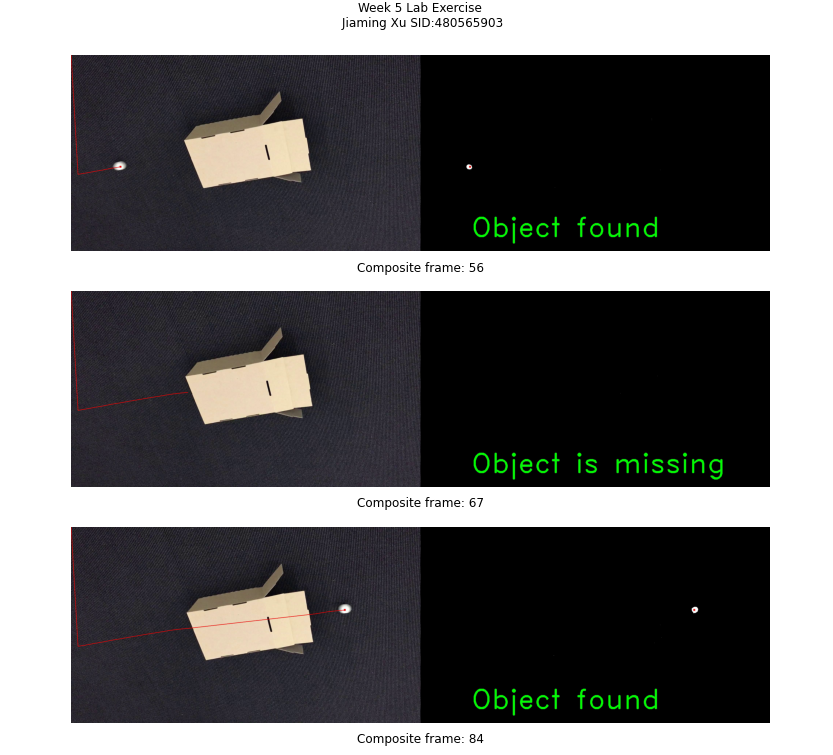 Week 5 Lab Exercise
Jiaming Xu SID:480565903
Object found
Composite frame: 56
Object is missing
Composite frame: 67
Object found
Composite frame: 84